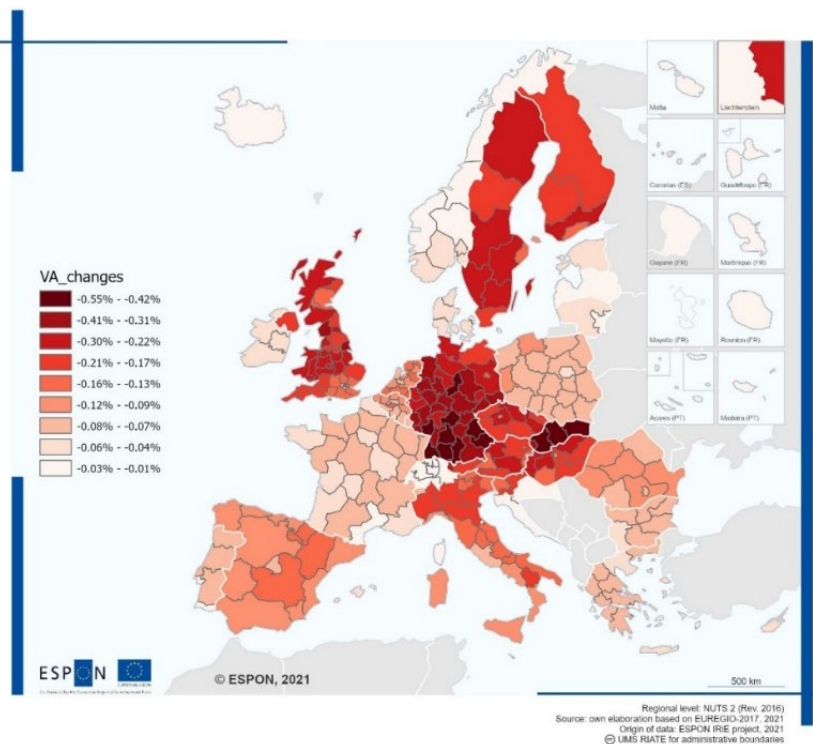 Malta
Liechtenstein
Canarias (ES)
Guadeloupe (FR)
Guyane (FR)
Martinique (FR)
Mayotte (FR)
Reunion (FR)
Acores (PT)
Madeira (PT)
VA_changes
-0.55% - -0.42%
-0.41% - -0.31%
-0.30% - -0.22%
-0.21% - -0.17%
-0.16% - -0.13%
-0.12% - -0.09%
-0.08% - -0.07%
-0.06% - -0.04%
-0.03% - -0.01%
ESPON
© ESPON, 2021
500 km
Regional level: NUTS 2 (Rev. 2016)
Source: own elaboration based on EUREGIO-2017, 2021
Origin of data: ESPON IRiE project, 2021
UMS RIATE for administrative boundaries